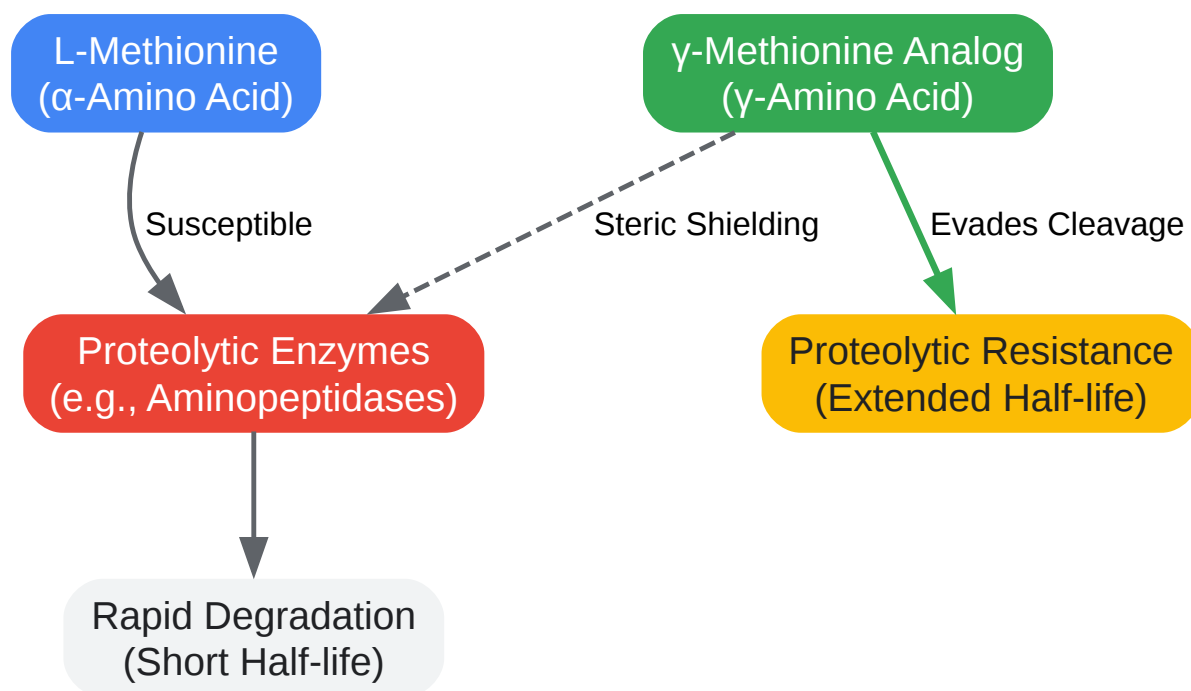 L-Methionine
(α-Amino Acid)
γ-Methionine Analog
(γ-Amino Acid)
Susceptible
Steric Shielding
Evades Cleavage
Proteolytic Enzymes
(e.g., Aminopeptidases)
Proteolytic Resistance
(Extended Half-life)
Rapid Degradation
(Short Half-life)